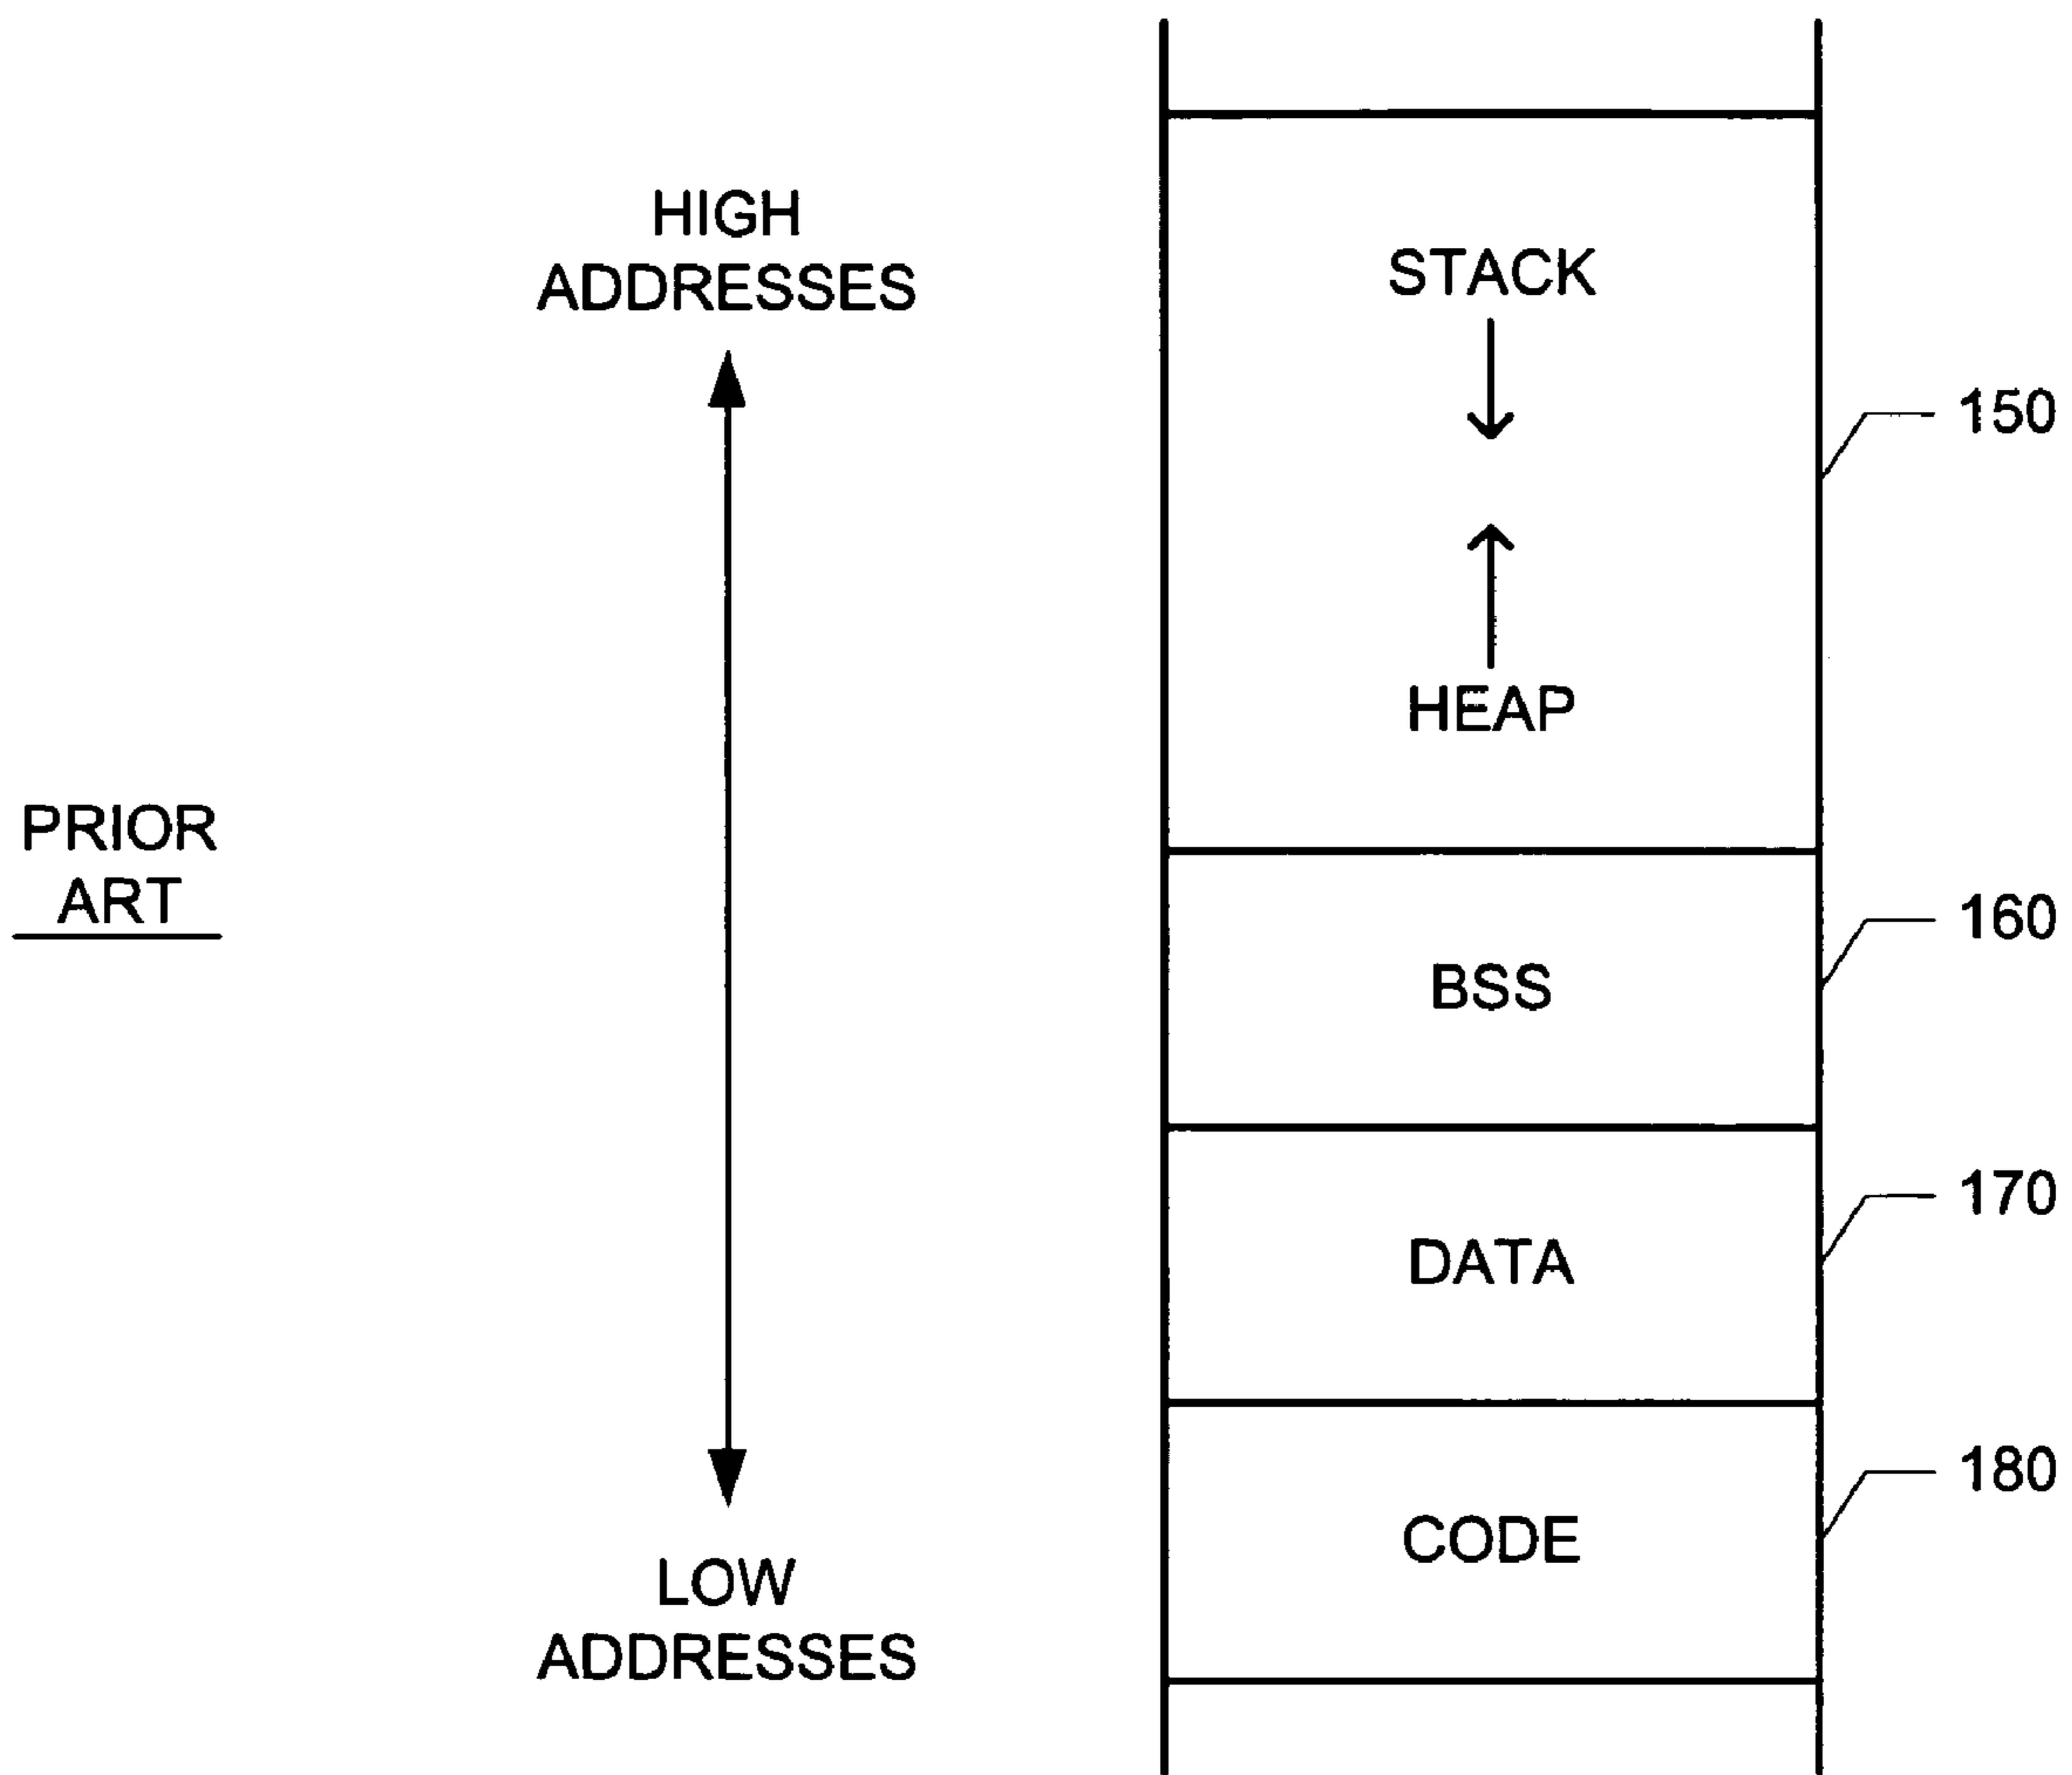 HIGH
ADDRESSES
STACK
150
HEAP
PRIOR
ART
160
BSS
170
DATA
180
CODE
LOW
ADDRESSES